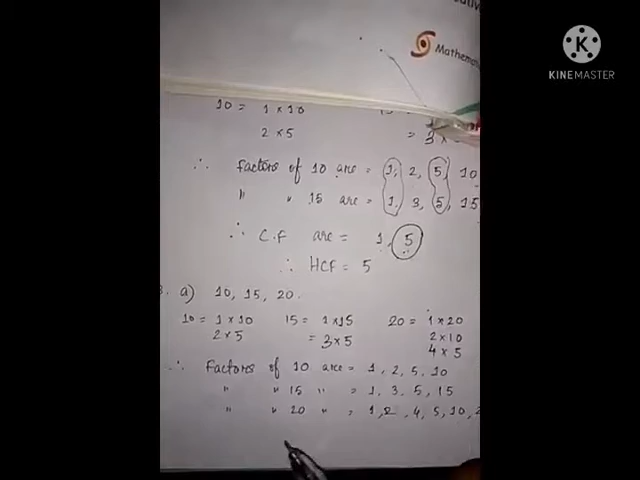 Mathema
K
KINEMASTER
10 = 1 × 10
2 × 5
∴ Factors of 10 are = 1, 2, 5, 10
" " 15 are = 1, 3, 5, 15
∴ C.F are = 1, 5
∴ HCF = 5
a) 10, 15, 20.
10 = 1 × 10 15 = 1 × 15 20 = 1 × 20
2 × 5 = 3 × 5 2 × 10
4 × 5
∴ Factors of 10 are = 1, 2, 5, 10
" " 15 " = 1, 3, 5, 15
" " 20 " = 1, 2, 4, 5, 10,